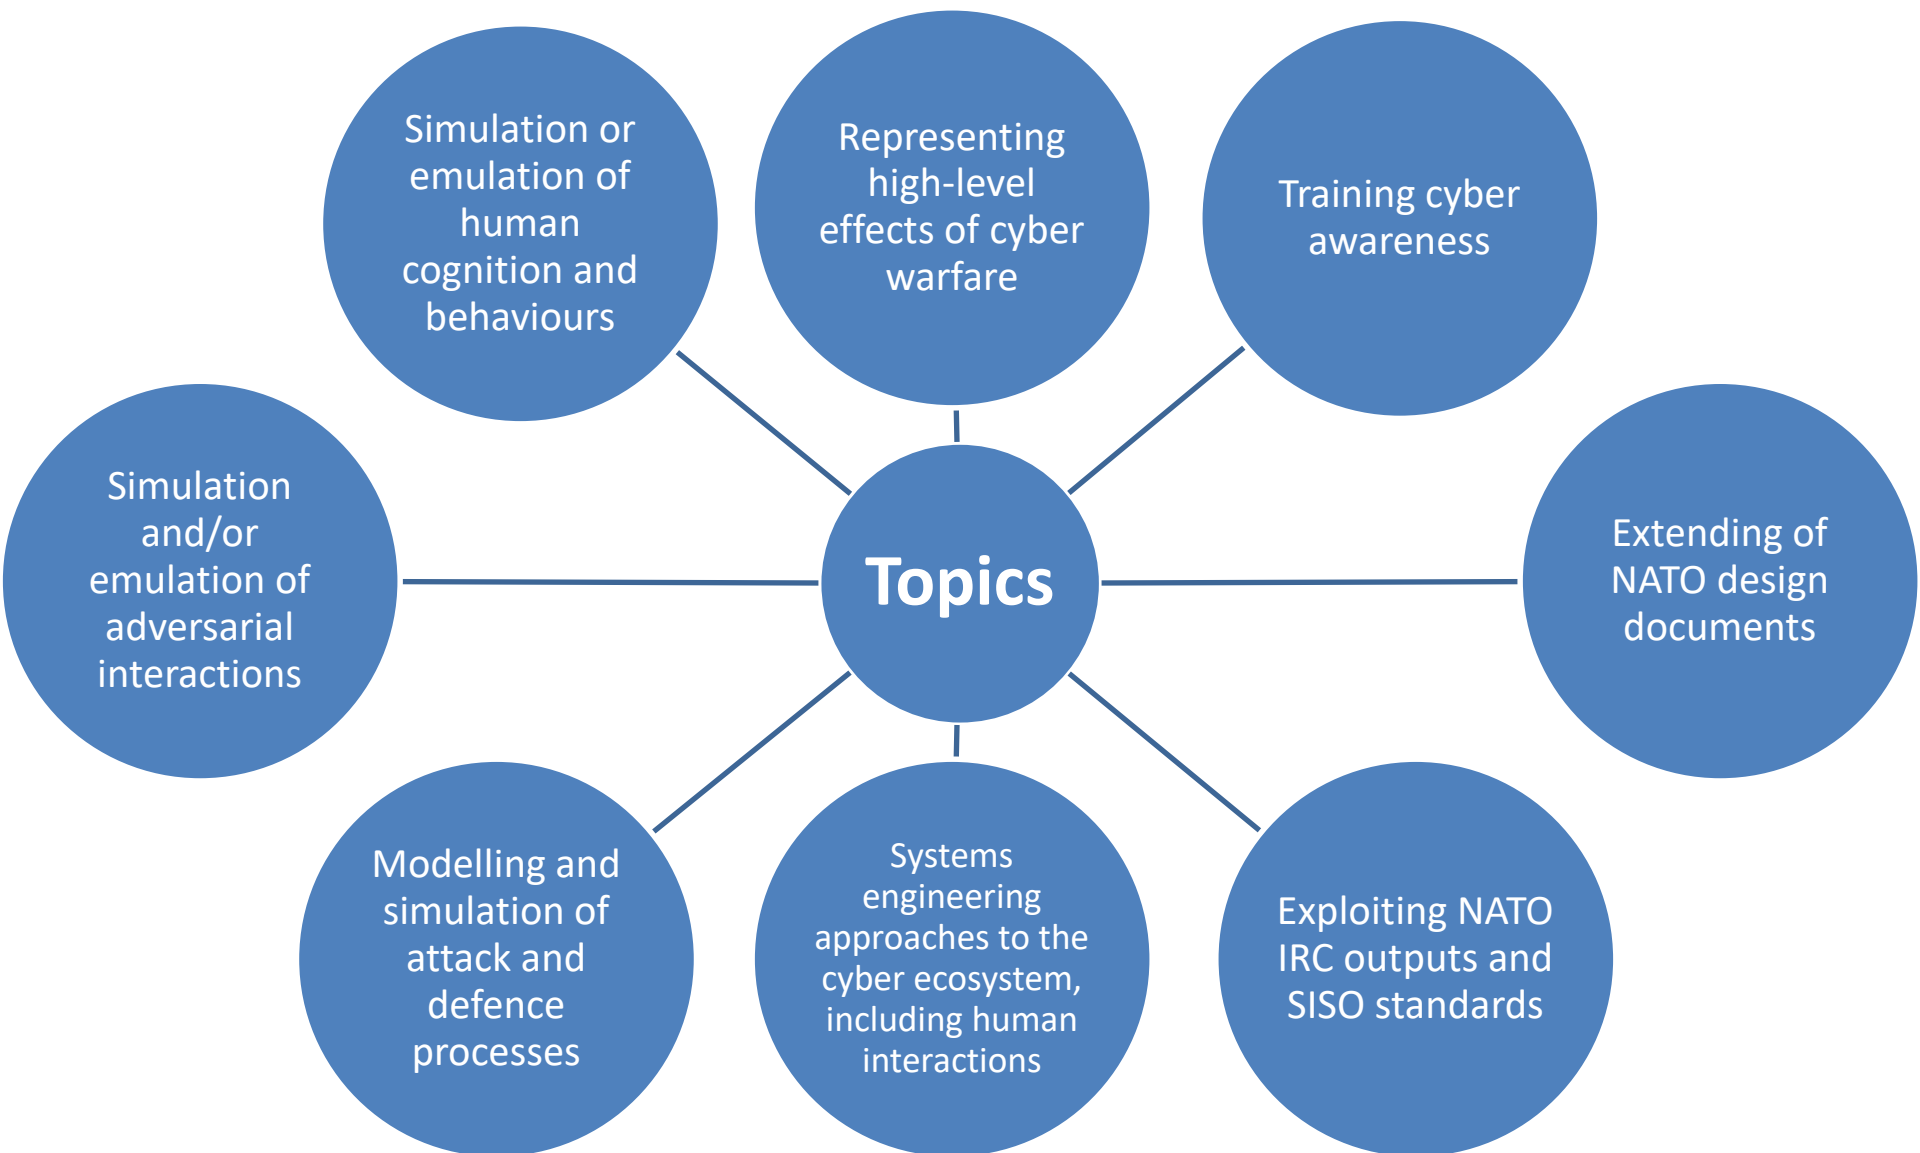 Simulation or
emulation of
human
cognition and
behaviours
Representing
high-level
effects of cyber
warfare
Training cyber
awareness
Simulation
and/or
emulation of
adversarial
interactions
Topics
Extending of
NATO design
documents
Modelling and
simulation of
attack and
defence
processes
Systems
engineering
approaches to the
cyber ecosystem,
including human
interactions
Exploiting NATO
IRC outputs and
SISO standards